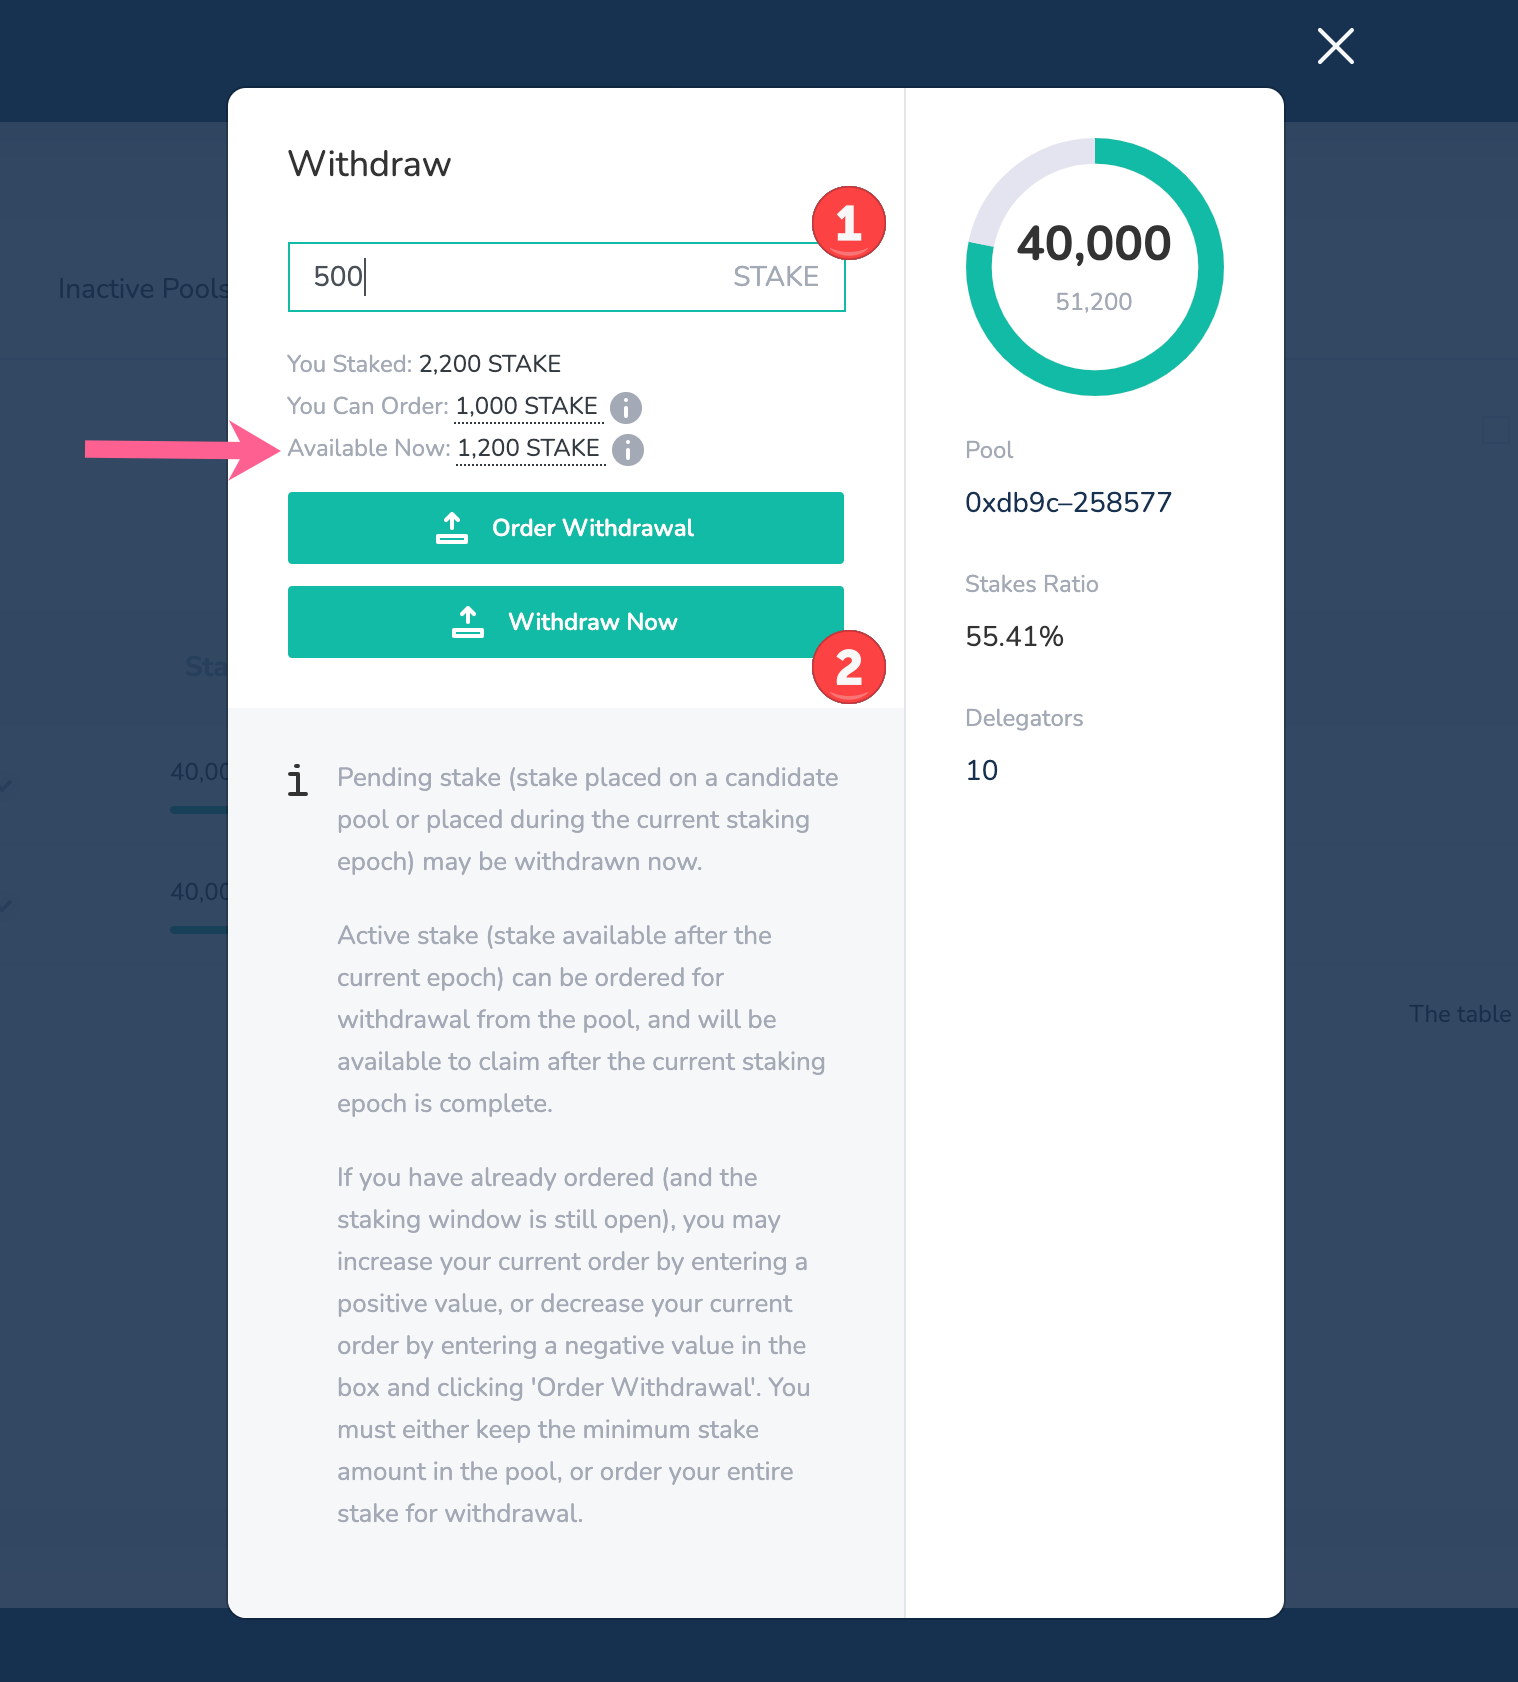 Withdraw
1
500 STAKE
You Staked: 2,200 STAKE
You Can Order: 1,000 STAKE
Available Now: 1,200 STAKE
Order Withdrawal
Withdraw Now
2
i Pending stake (stake placed on a candidate
pool or placed during the current staking
epoch) may be withdrawn now.
Active stake (stake available after the
current epoch) can be ordered for
withdrawal from the pool, and will be
available to claim after the current staking
epoch is complete.
If you have already ordered (and the
staking window is still open), you may
increase your current order by entering a
positive value, or decrease your current
order by entering a negative value in the
box and clicking 'Order Withdrawal'. You
must either keep the minimum stake
amount in the pool, or order your entire
stake for withdrawal.
40,000
51,200
Pool
0xdb9c–258577
Stakes Ratio
55.41%
Delegators
10
Inactive Pools
Sta
40,00
40,00
The table